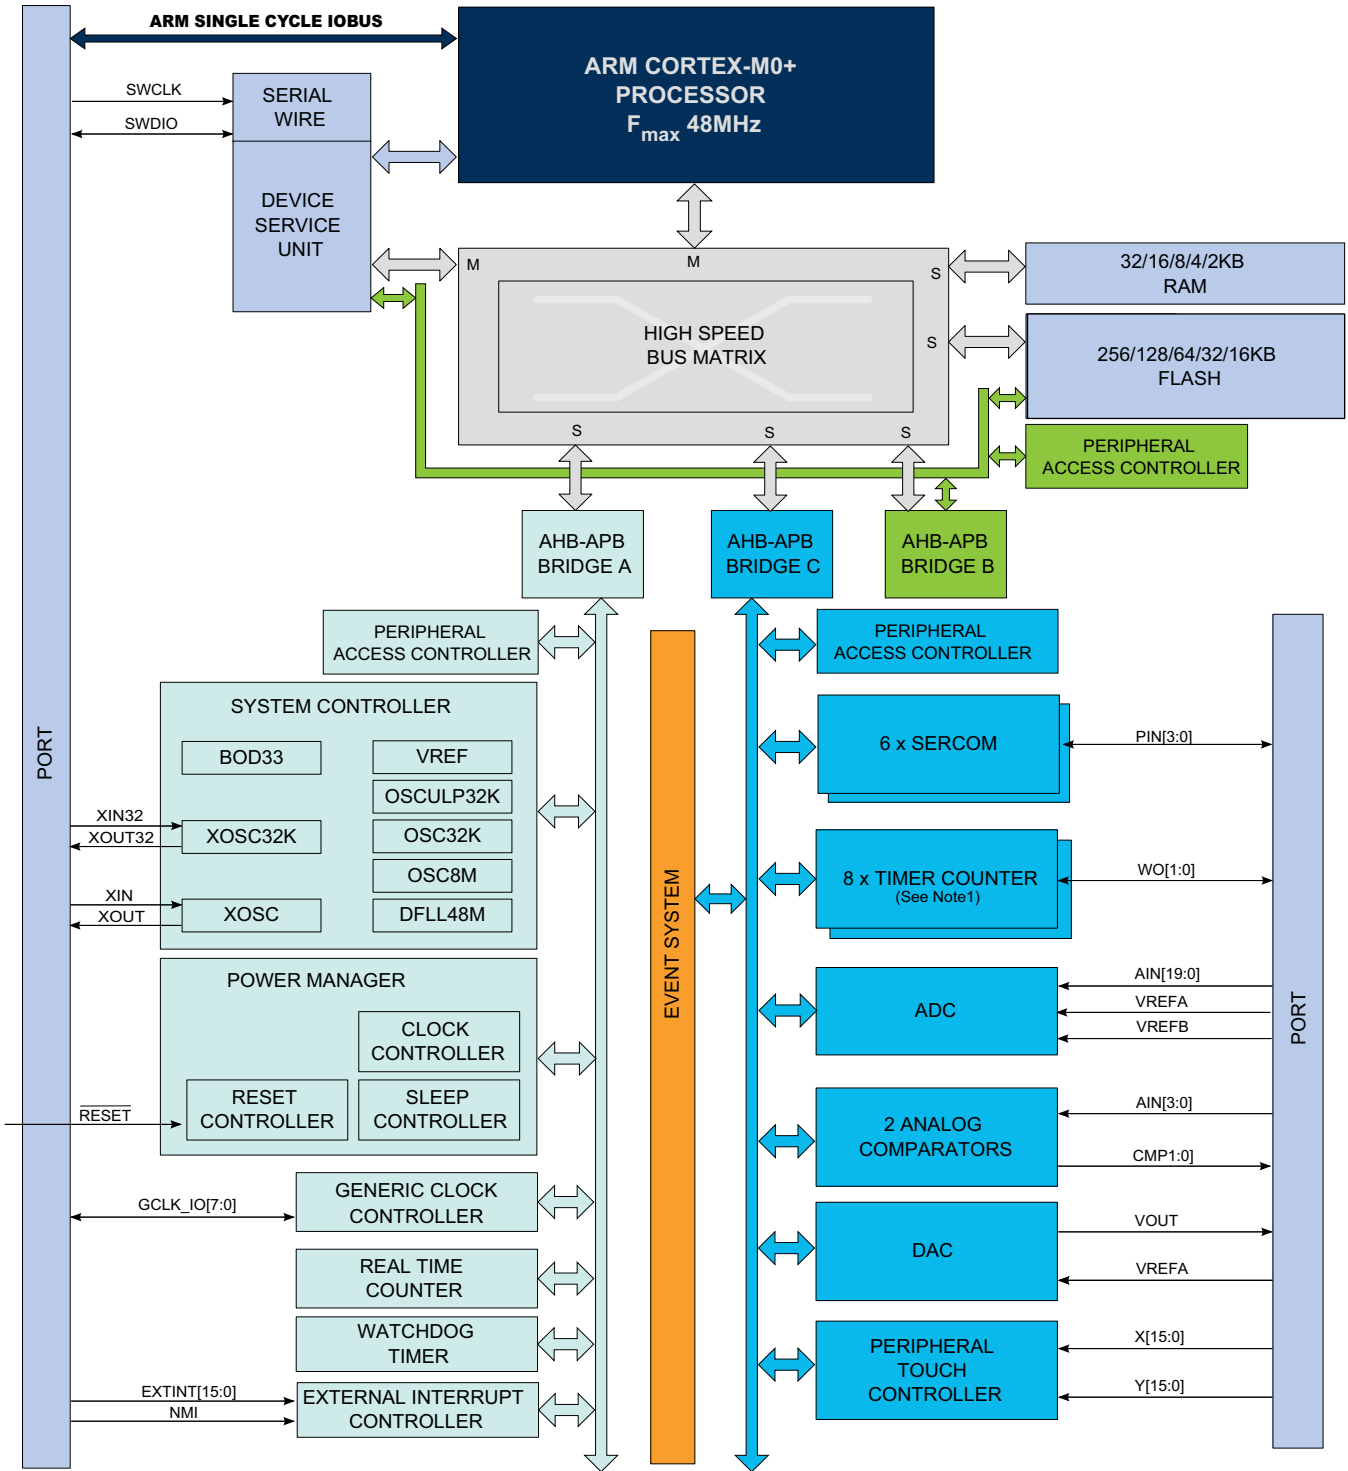 ARM SINGLE CYCLE IOBUS
ARM CORTEX-M0+
PROCESSOR
Fmax 48MHz
SWCLK
SWDIO
SERIAL
WIRE
DEVICE
SERVICE
UNIT
M
M
S
S
HIGH SPEED
BUS MATRIX
32/16/8/4/2KB
RAM
256/128/64/32/16KB
FLASH
S
S
S
PERIPHERAL
ACCESS CONTROLLER
AHB-APB
BRIDGE A
AHB-APB
BRIDGE C
AHB-APB
BRIDGE B
PORT
PERIPHERAL
ACCESS CONTROLLER
SYSTEM CONTROLLER
BOD33
VREF
OSCULP32K
XIN32
XOUT32
XOSC32K
OSC32K
OSC8M
XIN
XOUT
XOSC
DFLL48M
POWER MANAGER
CLOCK
CONTROLLER
RESET
RESET
CONTROLLER
SLEEP
CONTROLLER
GCLK_IO[7:0]
GENERIC CLOCK
CONTROLLER
REAL TIME
COUNTER
WATCHDOG
TIMER
EXTINT[15:0]
NMI
EXTERNAL INTERRUPT
CONTROLLER
EVENT SYSTEM
PERIPHERAL
ACCESS CONTROLLER
6 x SERCOM
PIN[3:0]
8 x TIMER COUNTER
(See Note1)
WO[1:0]
ADC
AIN[19:0]
VREFA
VREFB
2 ANALOG
COMPARATORS
AIN[3:0]
CMP1:0]
DAC
VOUT
VREFA
PERIPHERAL
TOUCH
CONTROLLER
X[15:0]
Y[15:0]
PORT